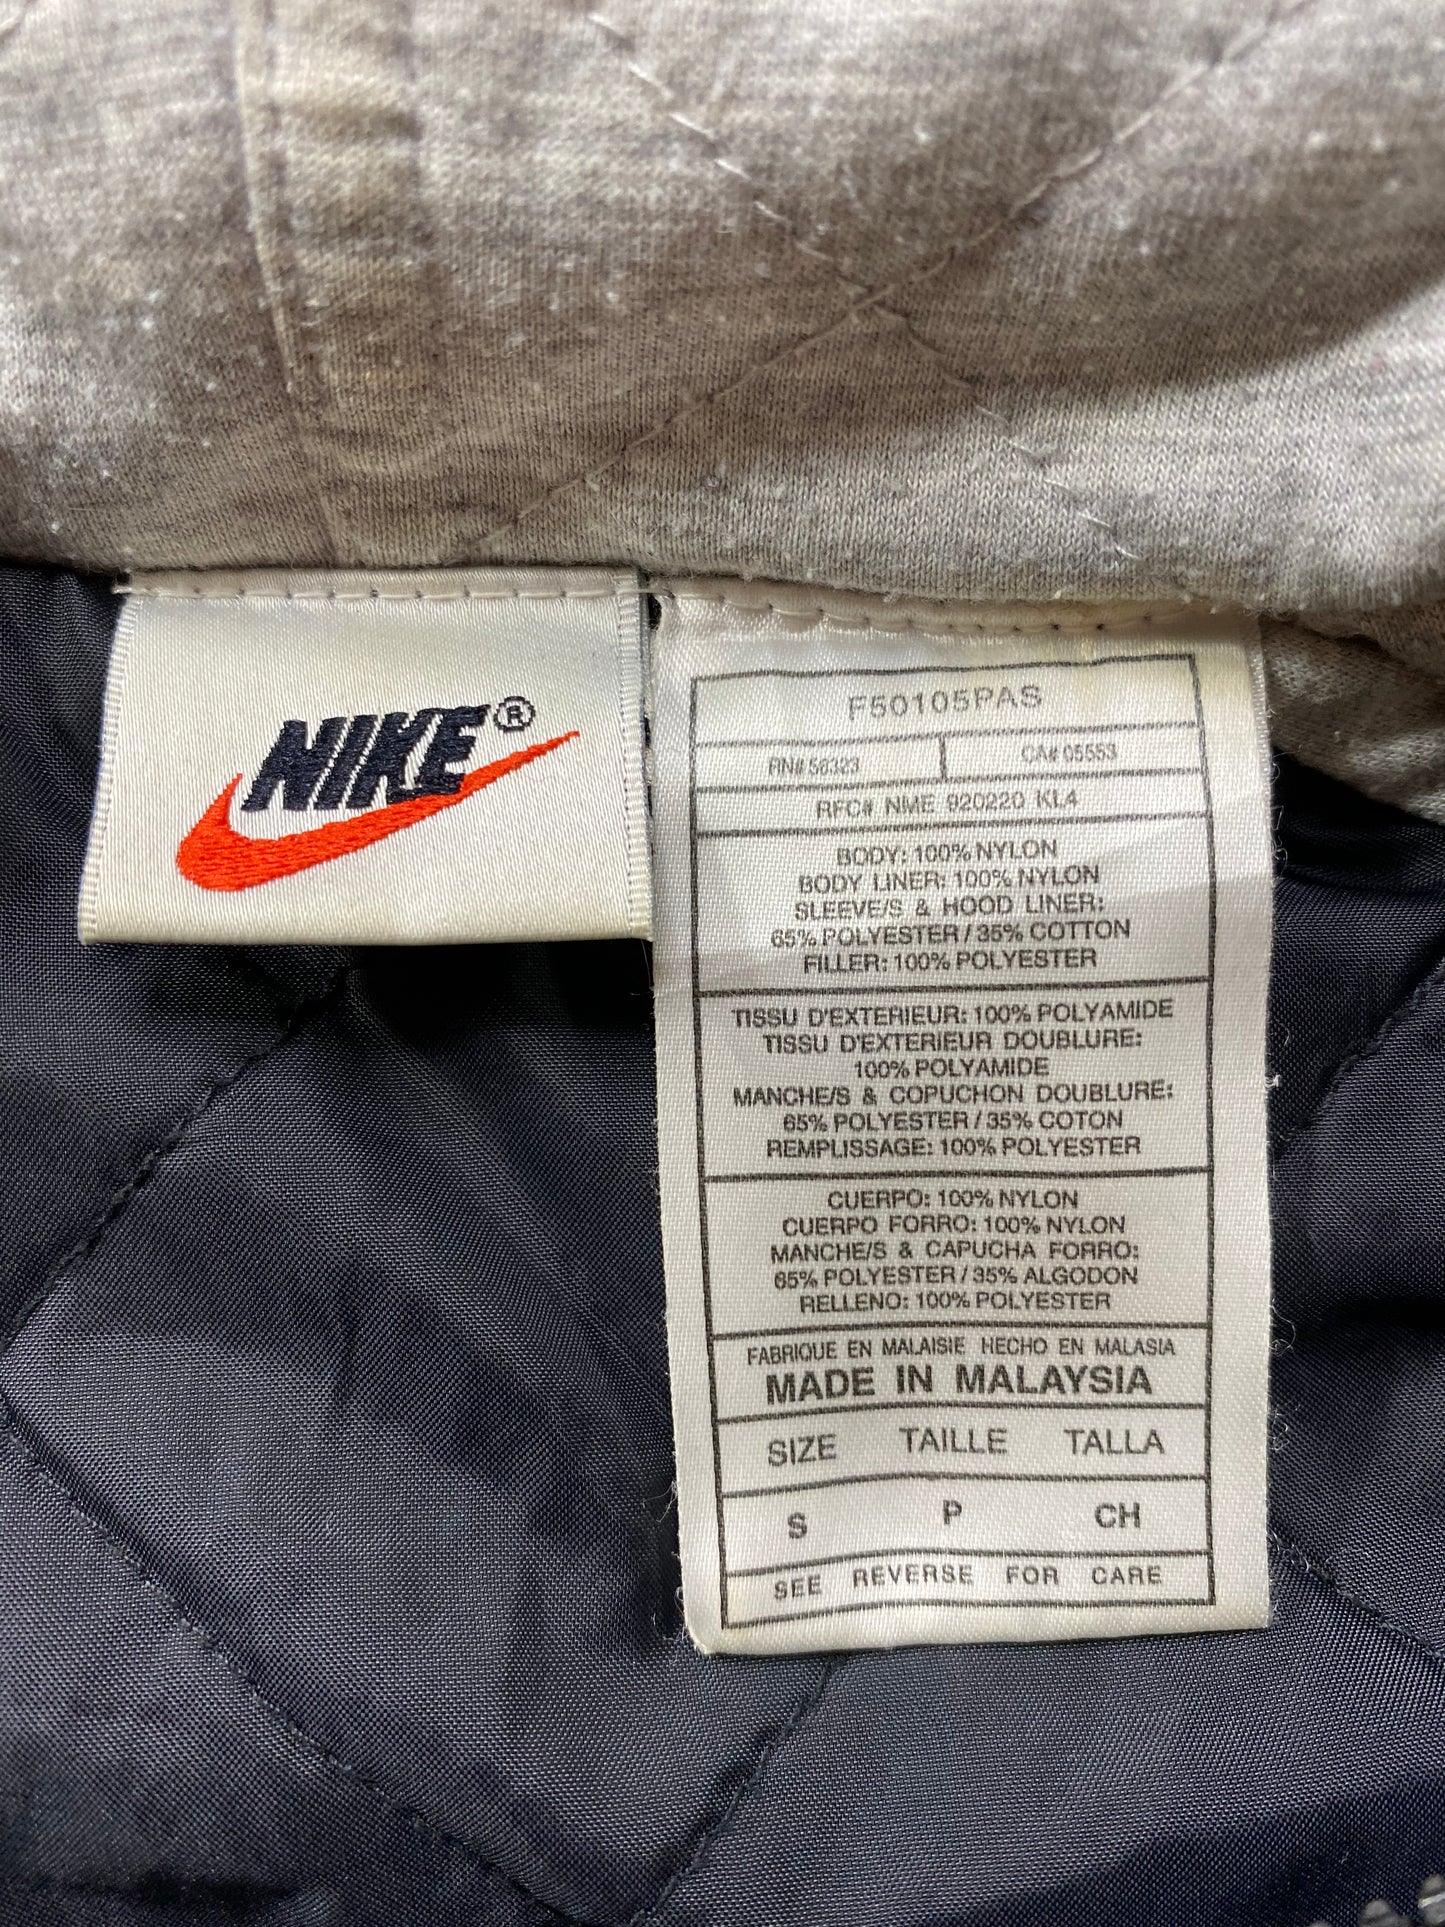 NIKE®
F50105PAS
RN# 56323 CA# 05553
RFC# NME 920220 KL4
BODY: 100% NYLON
BODY LINER: 100% NYLON
SLEEVE/S & HOOD LINER:
65% POLYESTER / 35% COTTON
FILLER: 100% POLYESTER
TISSU D'EXTERIEUR: 100% POLYAMIDE
TISSU D'EXTERIEUR DOUBLURE:
100% POLYAMIDE
MANCHE/S & COPUCHON DOUBLURE:
65% POLYESTER / 35% COTON
REMPLISSAGE: 100% POLYESTER
CUERPO: 100% NYLON
CUERPO FORRO: 100% NYLON
MANCHE/S & CAPUCHA FORRO:
65% POLYESTER / 35% ALGODON
RELLENO: 100% POLYESTER
FABRIQUE EN MALAISIE HECHO EN MALASIA
MADE IN MALAYSIA
SIZE TAILLE TALLA
S P CH
SEE REVERSE FOR CARE